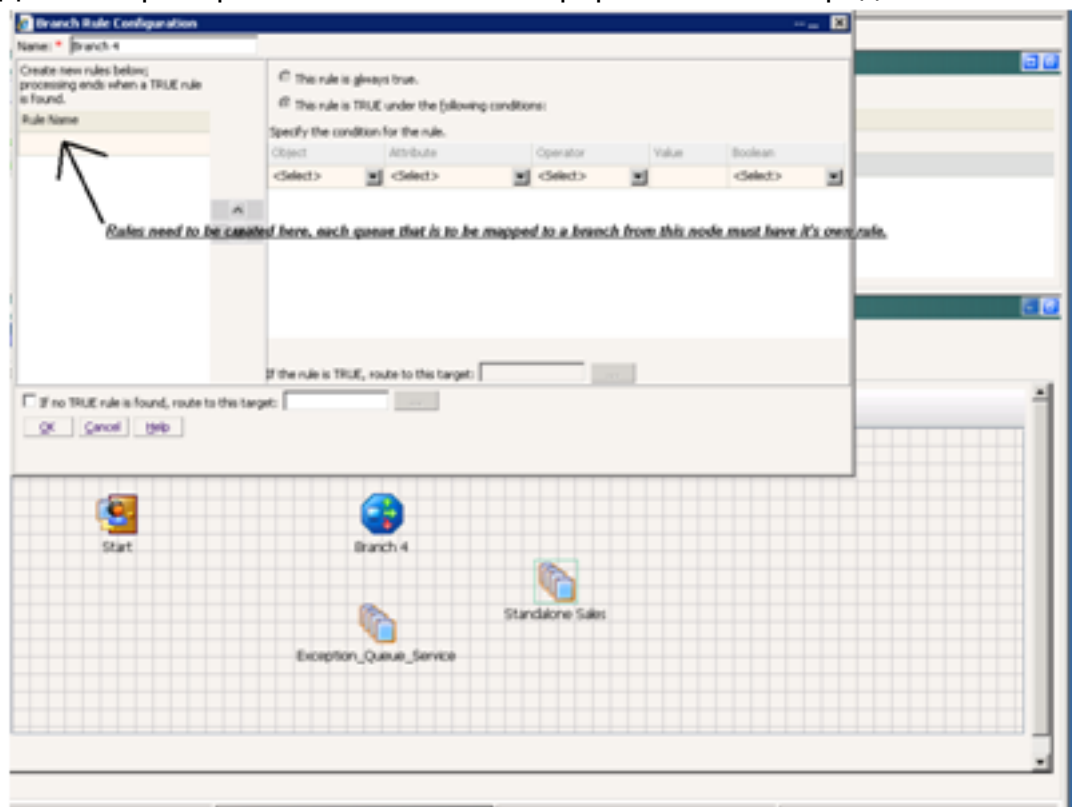 Branch Rule Configuration
Name: * Branch 4
Create new rules below;
processing ends when a TRUE rule
is found.
Rule Name
This rule is always true.
This rule is TRUE under the following conditions:
Specify the condition for the rule.
Object Attribute Operator Value Boolean
<Select> <Select> <Select> <Select>
Rules need to be created here, each queue that is to be mapped to a branch from this node must have it's own rule.
If the rule is TRUE, route to this target: ...
If no TRUE rule is found, route to this target: ...
OK Cancel Help
Start
Branch 4
Standalone Sales
Exception_Queue_Service